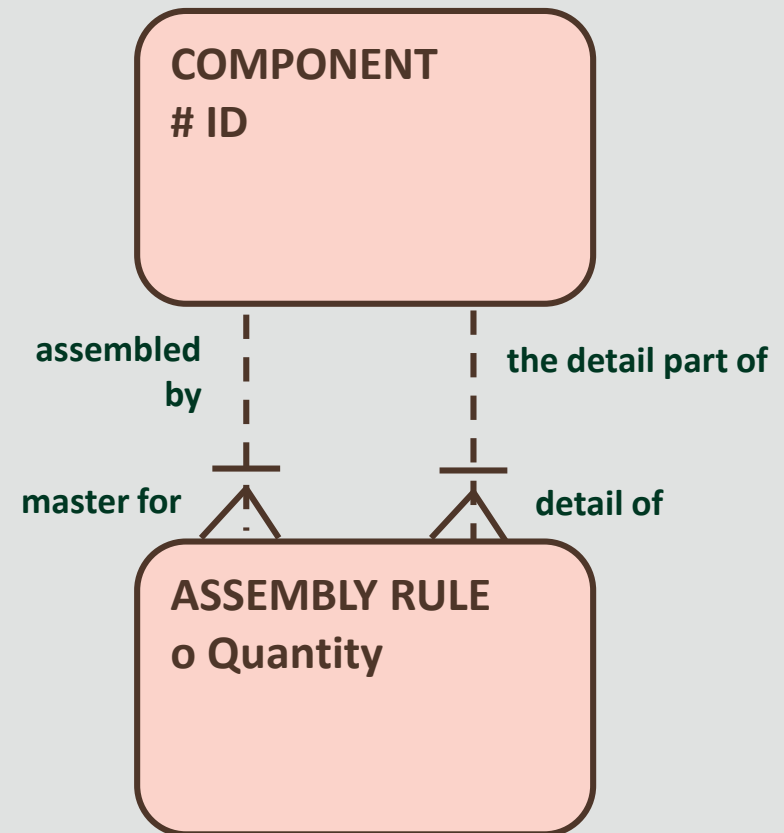 COMPONENT
# ID
assembled
by
the detail part of
master for
detail of
ASSEMBLY RULE
o Quantity